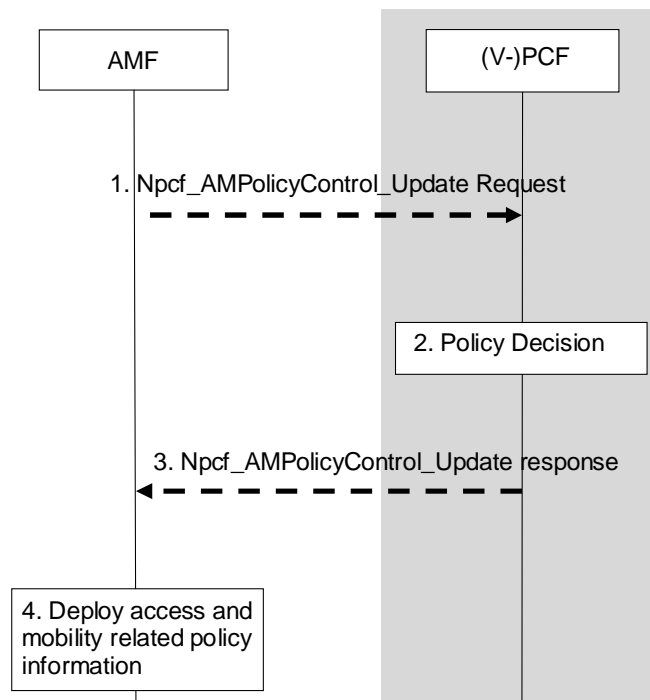 AMF
(V-)PCF
1. Npcf_AMPolicyControl_Update Request
2. Policy Decision
3. Npcf_AMPolicyControl_Update response
4. Deploy access and
mobility related policy
information